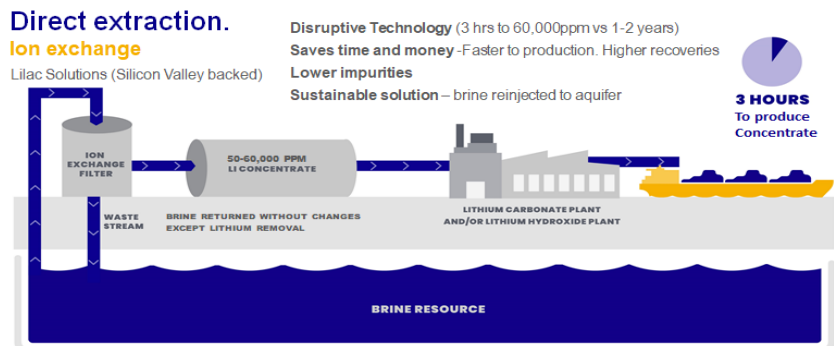 Direct extraction.
Ion exchange
Lilac Solutions (Silicon Valley backed)
Disruptive Technology (3 hrs to 60,000ppm vs 1-2 years)
Saves time and money -Faster to production. Higher recoveries
Lower impurities
Sustainable solution – brine reinjected to aquifer
3 HOURS
To produce
Concentrate
ION
EXCHANGE
FILTER
50-60,000 PPM
LI CONCENTRATE
WASTE
STREAM
BRINE RETURNED WITHOUT CHANGES
EXCEPT LITHIUM REMOVAL
LITHIUM CARBONATE PLANT
AND/OR LITHIUM HYDROXIDE PLANT
BRINE RESOURCE